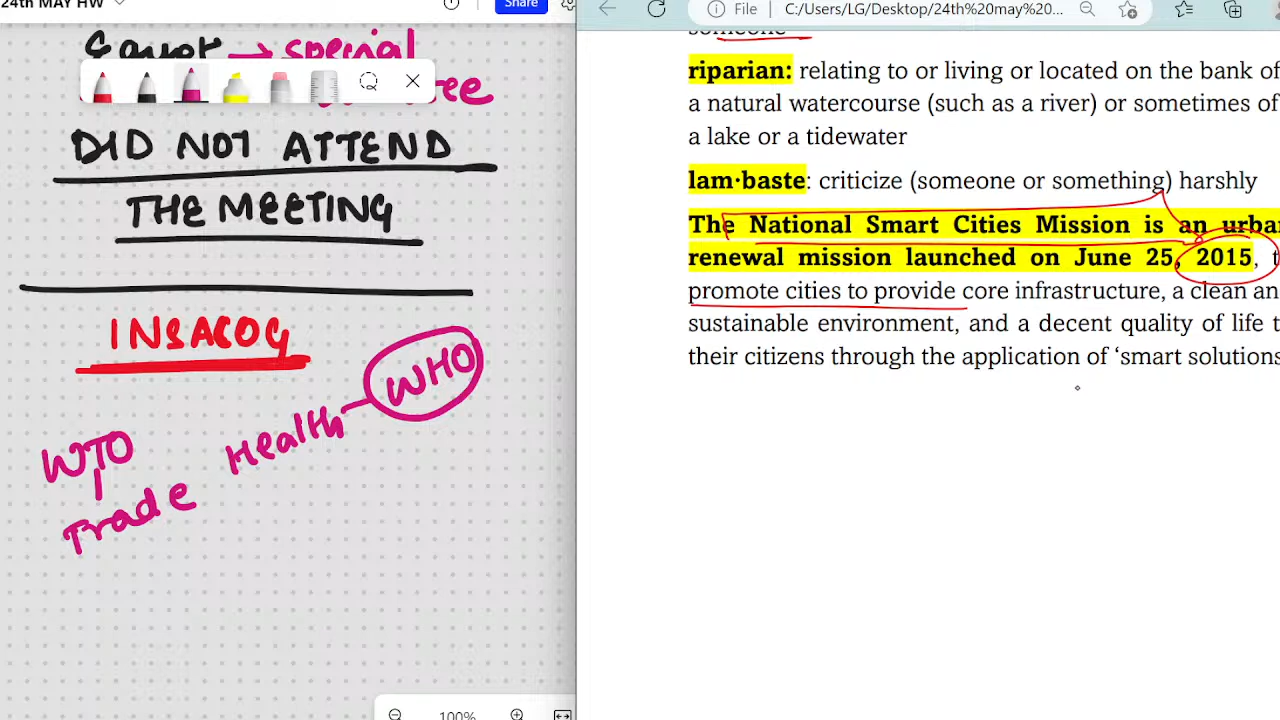 24th MAY HW
Share
→ special
ee
DID NOT ATTEND
THE MEETING
INSACOG
WHO
Health
WTO
Trade
100%
File
C:/Users/LG/Desktop/24th%20may%20...
someone
riparian: relating to or living or located on the bank of
a natural watercourse (such as a river) or sometimes of
a lake or a tidewater
lam·baste: criticize (someone or something) harshly
The National Smart Cities Mission is an urba
renewal mission launched on June 25, 2015, t
promote cities to provide core infrastructure, a clean an
sustainable environment, and a decent quality of life t
their citizens through the application of ‘smart solutions